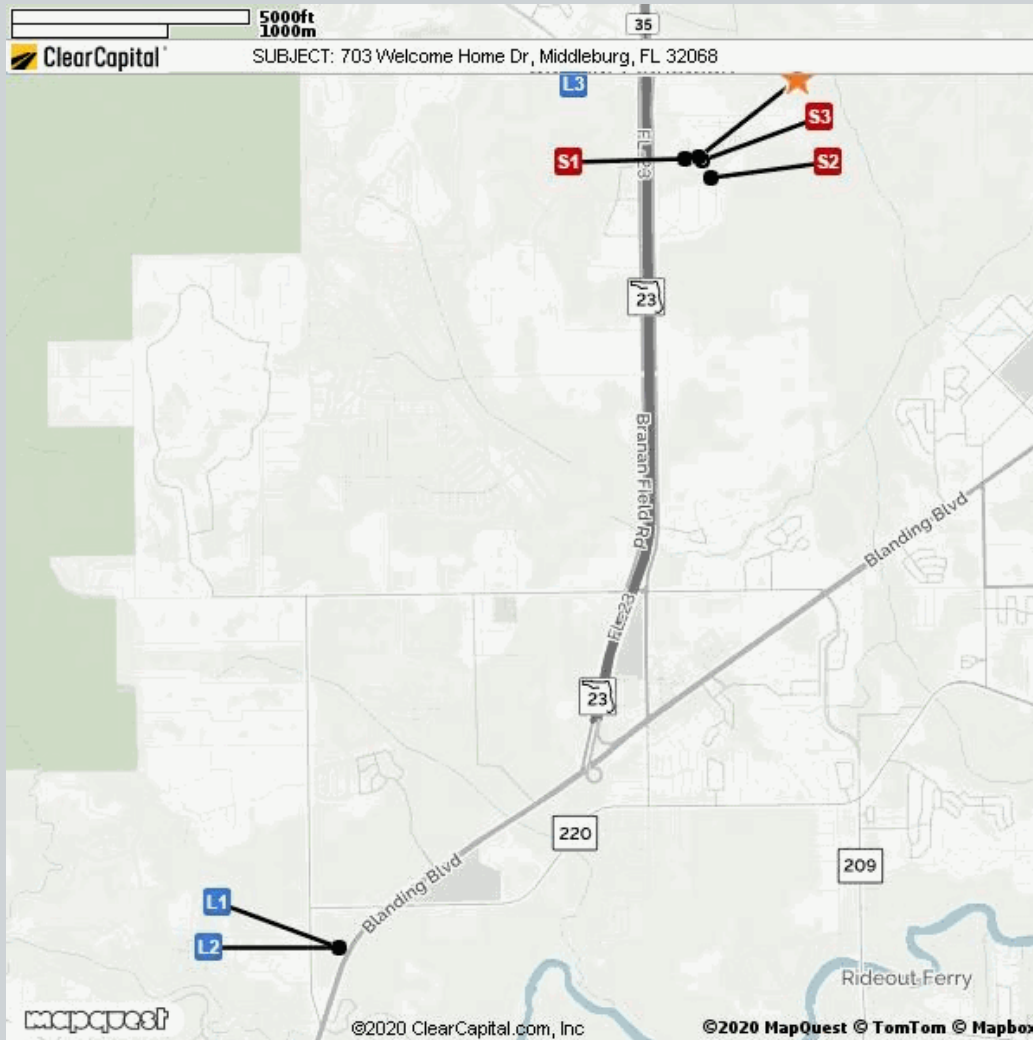 5000ft
1000m
35
ClearCapital
SUBJECT: 703 Welcome Home Dr, Middleburg, FL 32068
L3
S3
S1
S2
FL-23
23
Branan Field Rd
Blanding Blvd
FL-23
23
220
209
Blanding Blvd
L1
L2
Rideout Ferry
mapquest
©2020 ClearCapital.com, Inc
©2020 MapQuest © TomTom © Mapbox